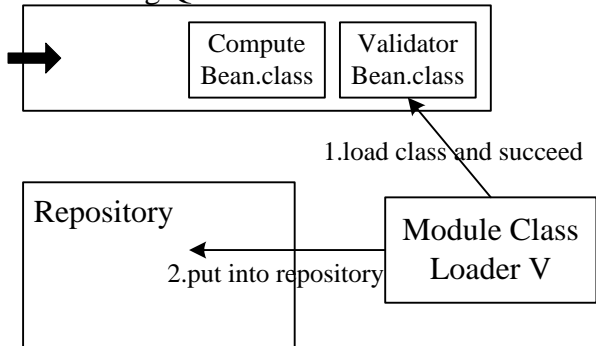 Compute
Bean.class
Validator
Bean.class
1.load class and succeed
Repository
Module Class
Loader V
2.put into repository